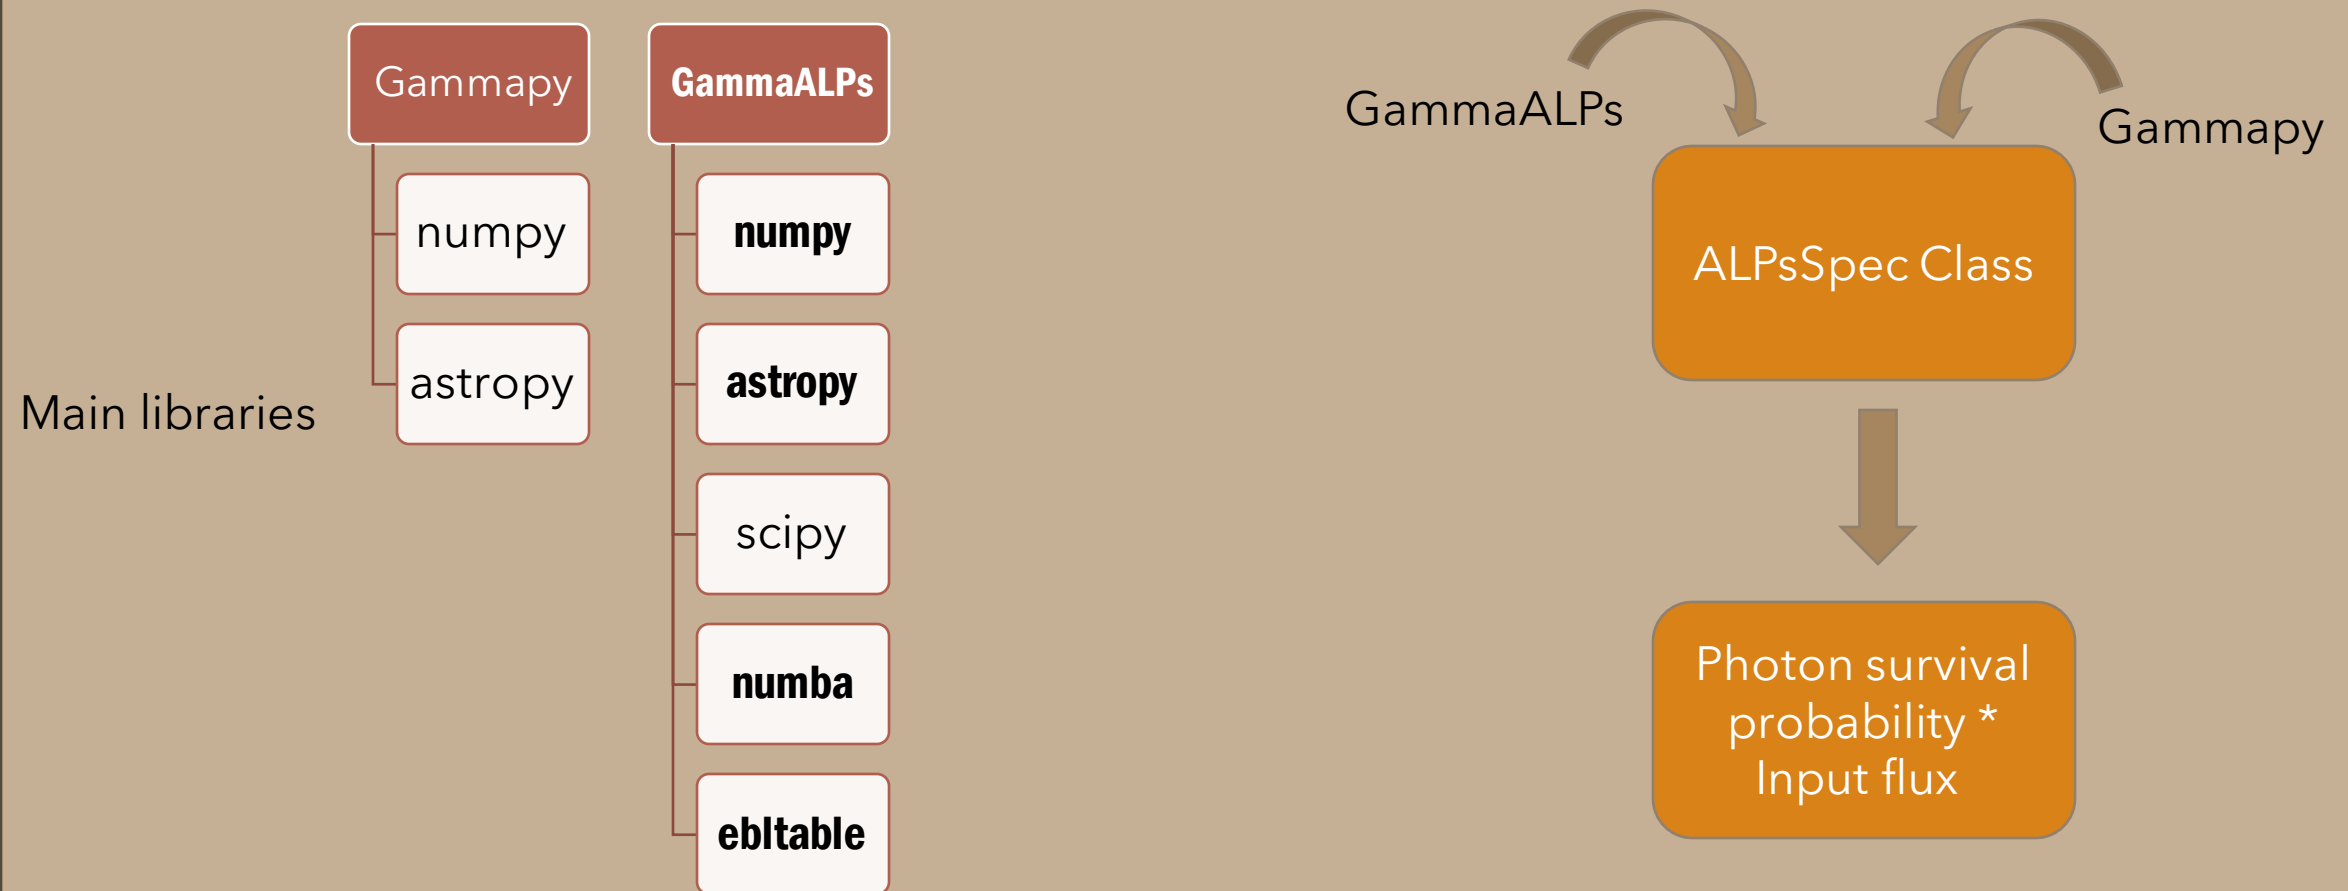 Main libraries
Gammapy
numpy
astropy
GammaALPs
numpy
astropy
scipy
numba
ebltable
GammaALPs
Gammapy
ALPsSpec Class
Photon survival
probability *
Input flux